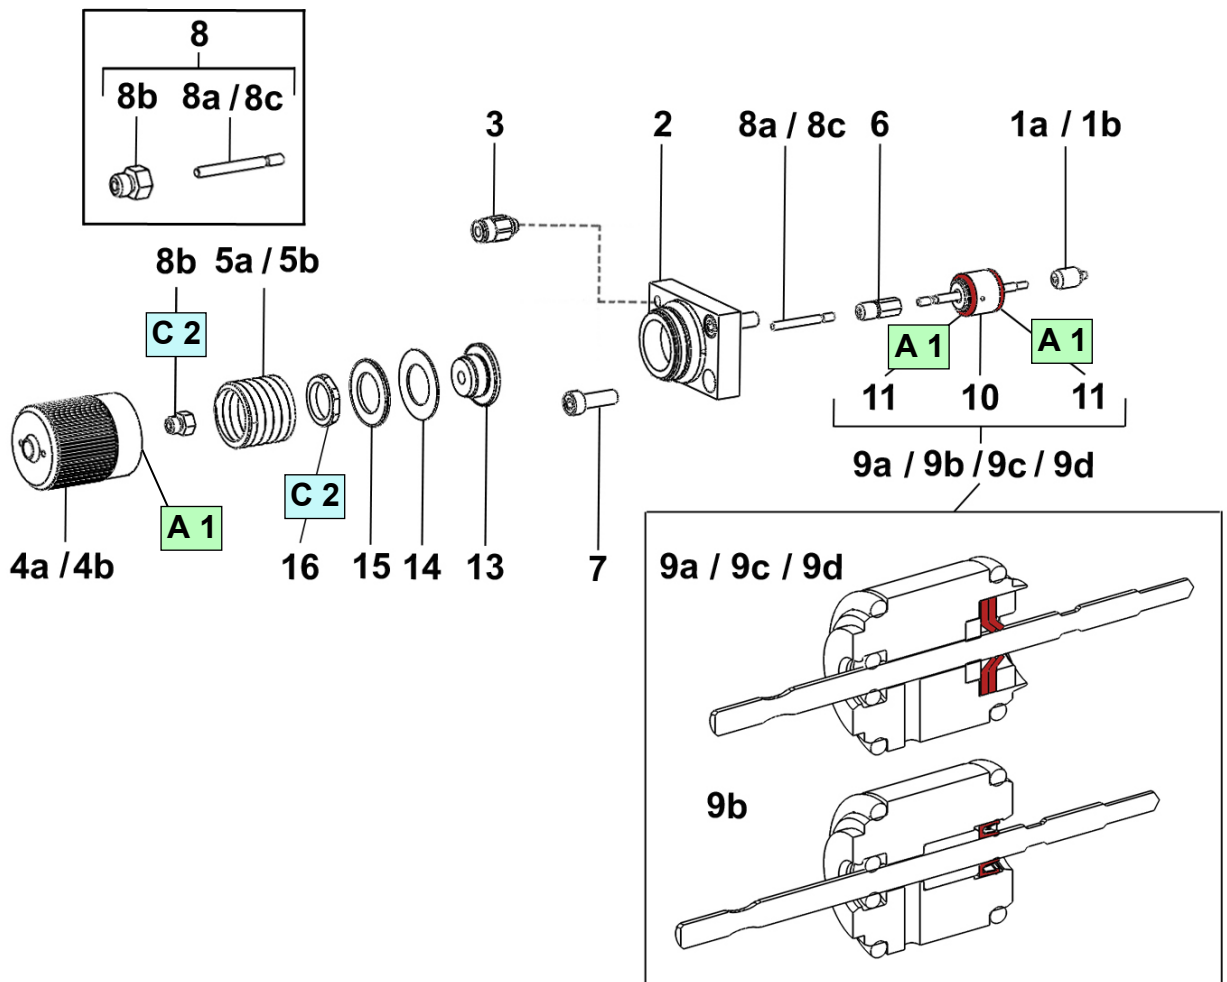 8
8b 8a / 8c
3 2 8a / 8c 6 1a / 1b
8b 5a / 5b
C 2
A 1 A 1
11 10 11
9a / 9b / 9c / 9d
C 2
A 1
4a / 4b 16 15 14 13 7
9a / 9c / 9d
9b